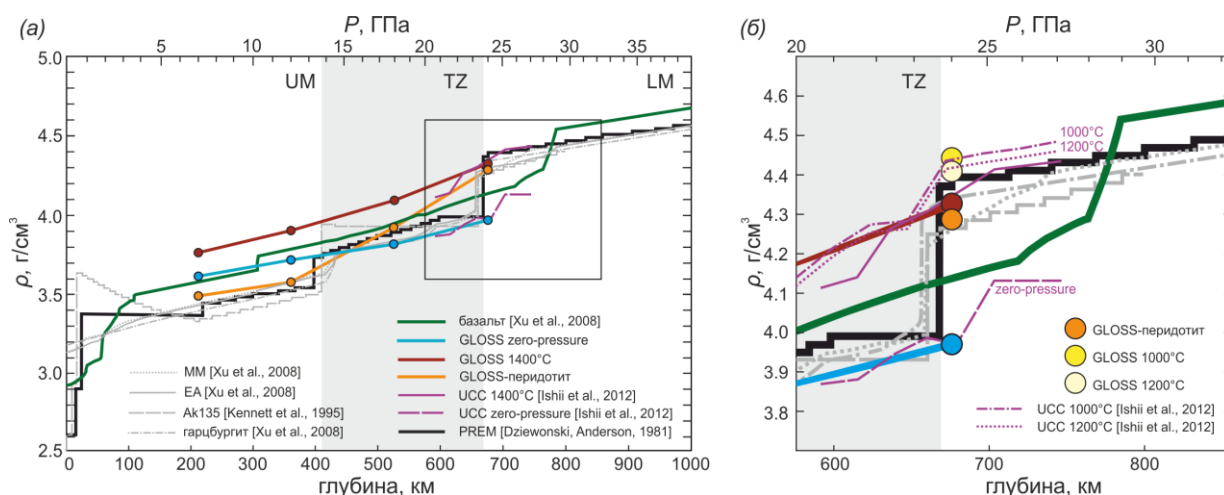 (а)
P, ГПа
0 5 10 15 20 25 30 35
5.0
4.5
4.0
3.5
3.0
2.5
ρ, г/см³
UM TZ LM
базальт [Xu et al., 2008]
GLOSS zero-pressure
GLOSS 1400°C
GLOSS-перидотит
UCC 1400°C [Ishii et al., 2012]
UCC zero-pressure [Ishii et al., 2012]
PREM [Dziewonski, Anderson, 1981]
MM [Xu et al., 2008]
EA [Xu et al., 2008]
Ak135 [Kennett et al., 1995]
гарцбургит [Xu et al., 2008]
0 100 200 300 400 500 600 700 800 900 1000
глубина, км
(б)
P, ГПа
20 25 30
TZ
4.6
4.5
4.4
4.3
4.2
4.1
4.0
3.9
3.8
ρ, г/см³
1000°C
1200°C
zero-pressure
GLOSS-перидотит
GLOSS 1000°C
GLOSS 1200°C
UCC 1000°C [Ishii et al., 2012]
UCC 1200°C [Ishii et al., 2012]
600 700 800
глубина, км